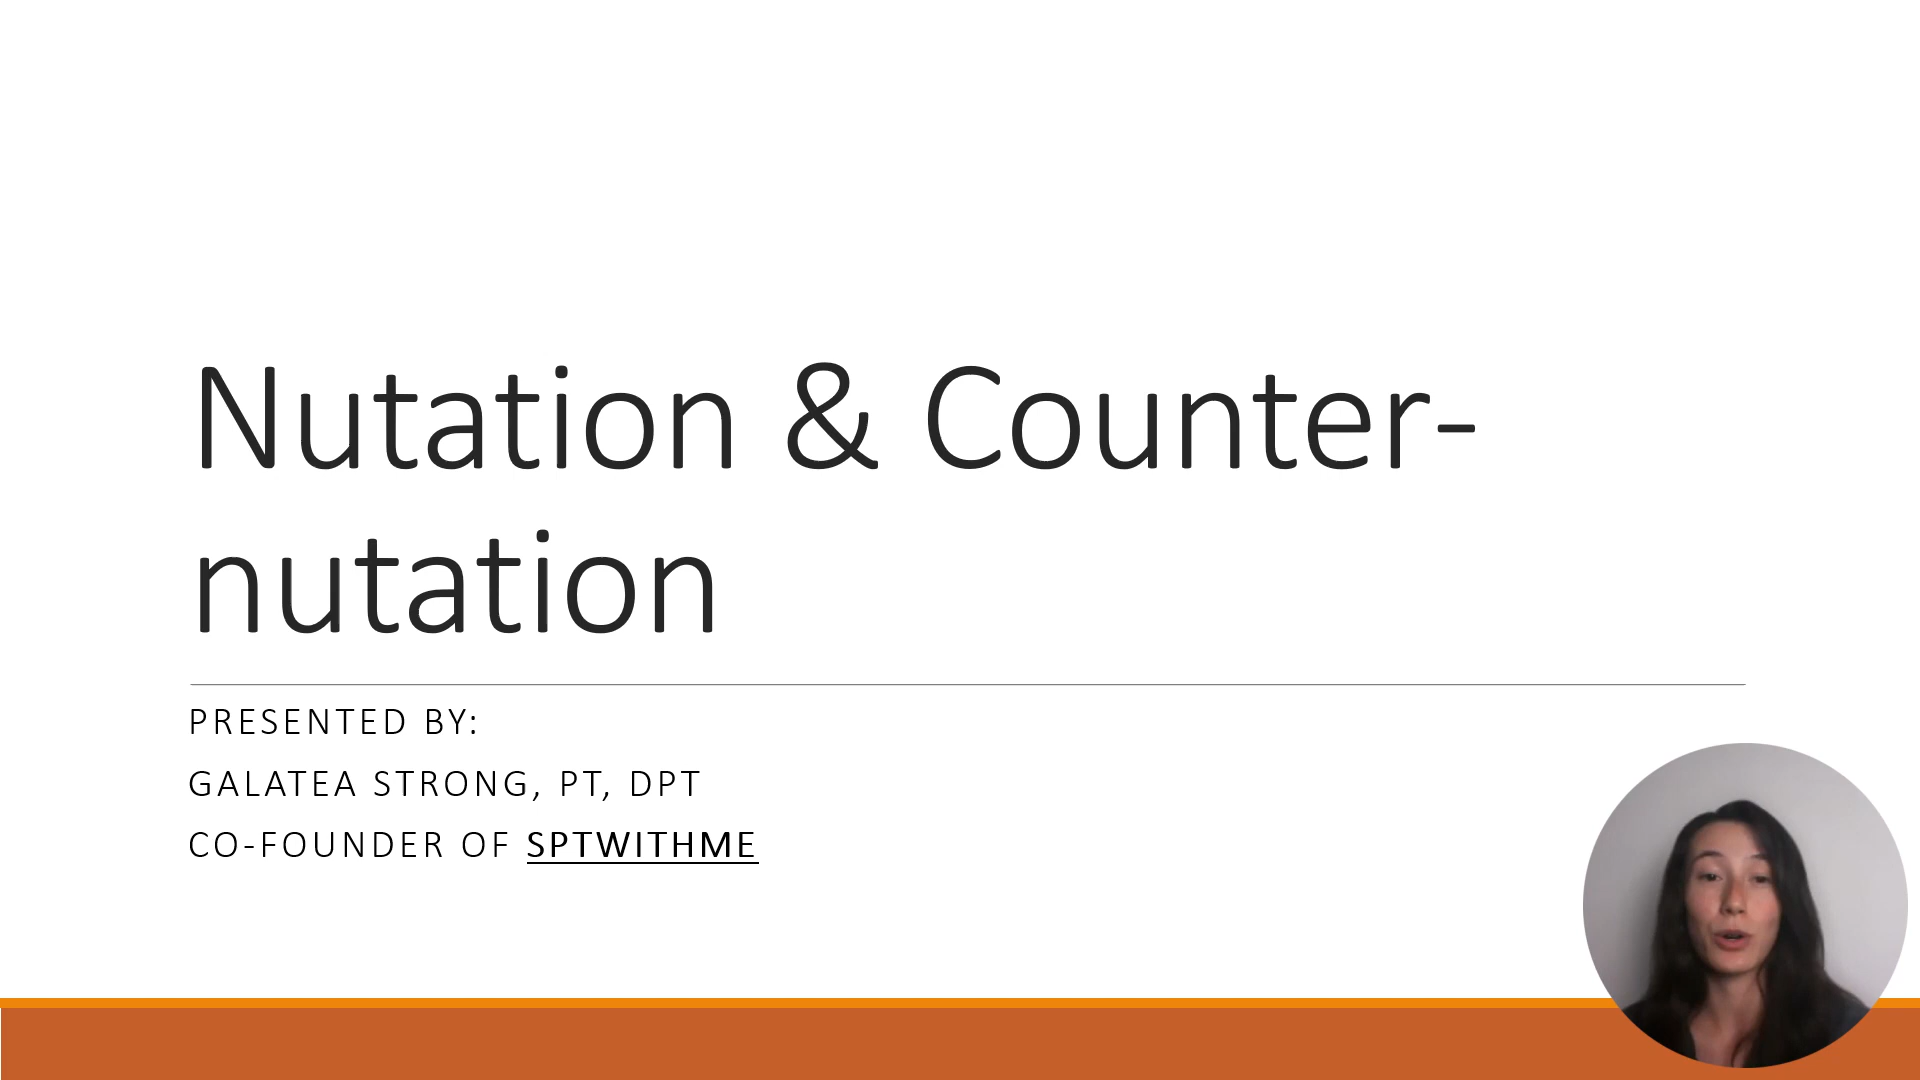 Nutation & Counter-
nutation
PRESENTED BY:
GALATEA STRONG, PT, DPT
CO-FOUNDER OF SPTWITHME